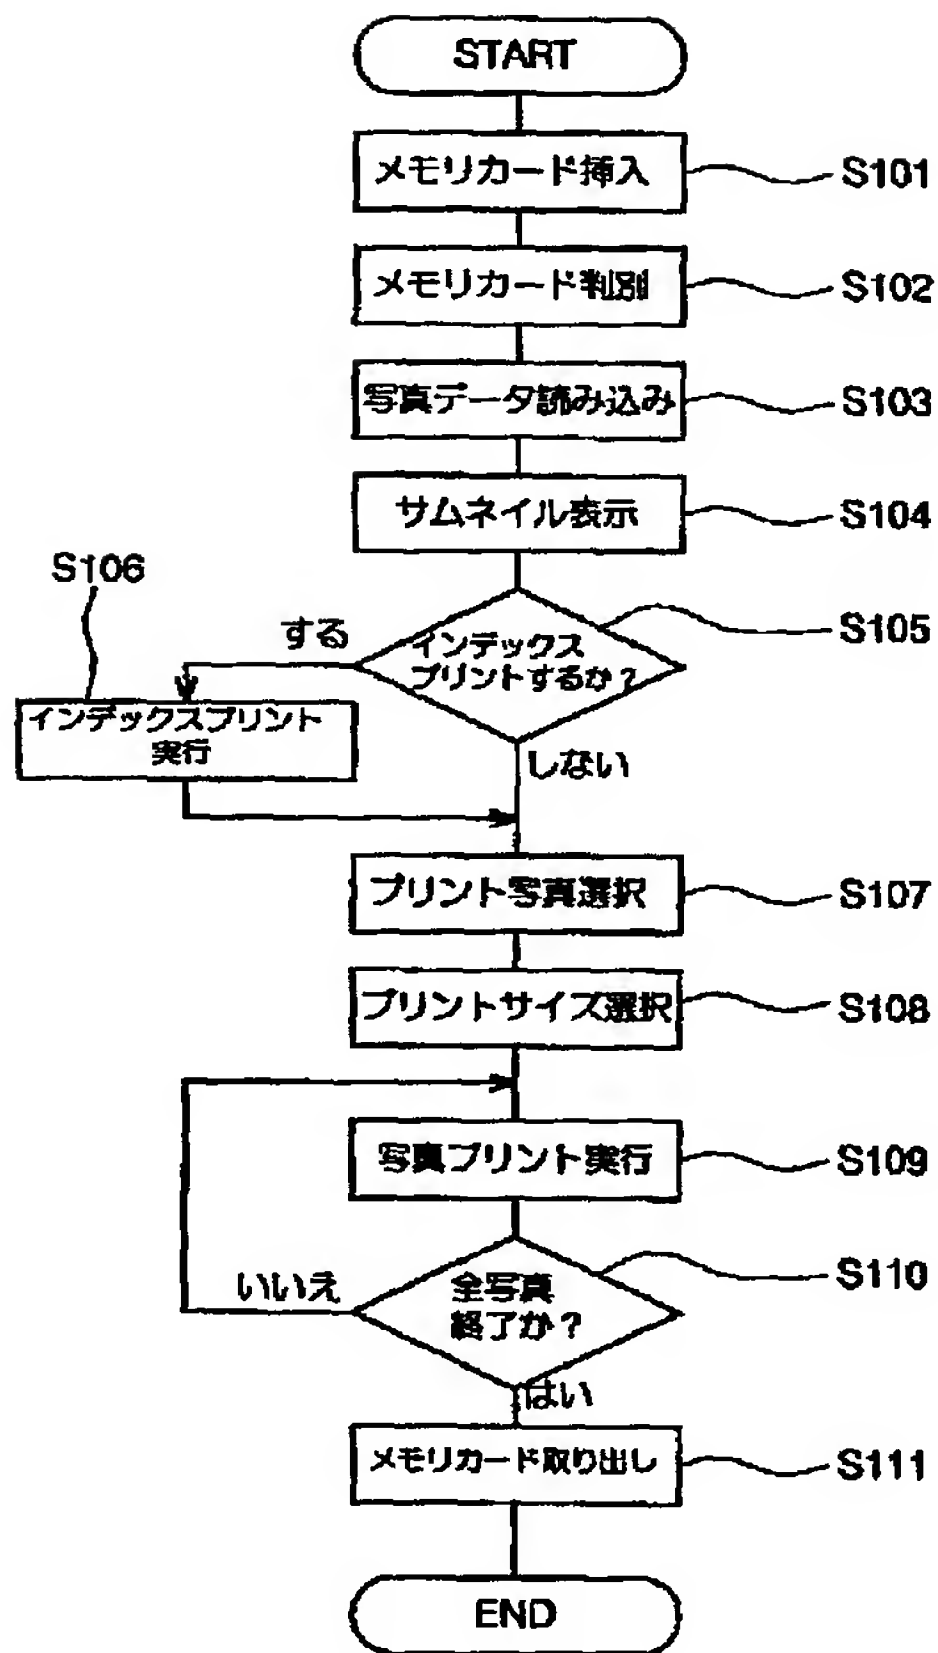 START
メモリカード挿入
S101
メモリカード判別
S102
写真データ読み込み
S103
サムネイル表示
S104
S106
する
インデックス
プリントするか？
S105
インデックスプリント
実行
しない
プリント写真選択
S107
プリントサイズ選択
S108
写真プリント実行
S109
いいえ
全写真
終了か？
S110
はい
メモリカード取り出し
S111
END